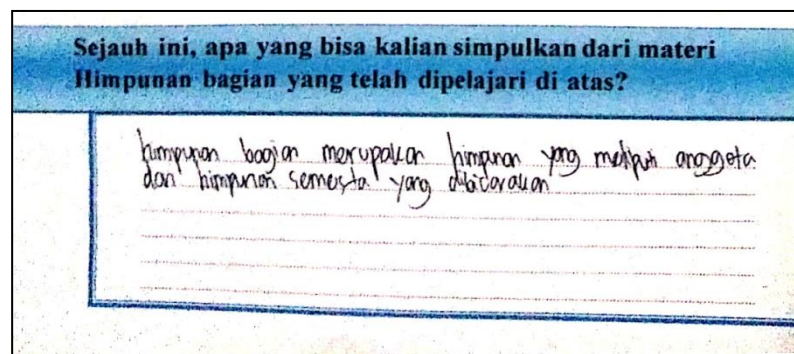 Sejauh ini, apa yang bisa kalian simpulkan dari materi
Himpunan bagian yang telah dipelajari di atas?
himpunan bagian merupakan himpunan yang meliputi anggota
dan himpunan semesta yang dibicarakan